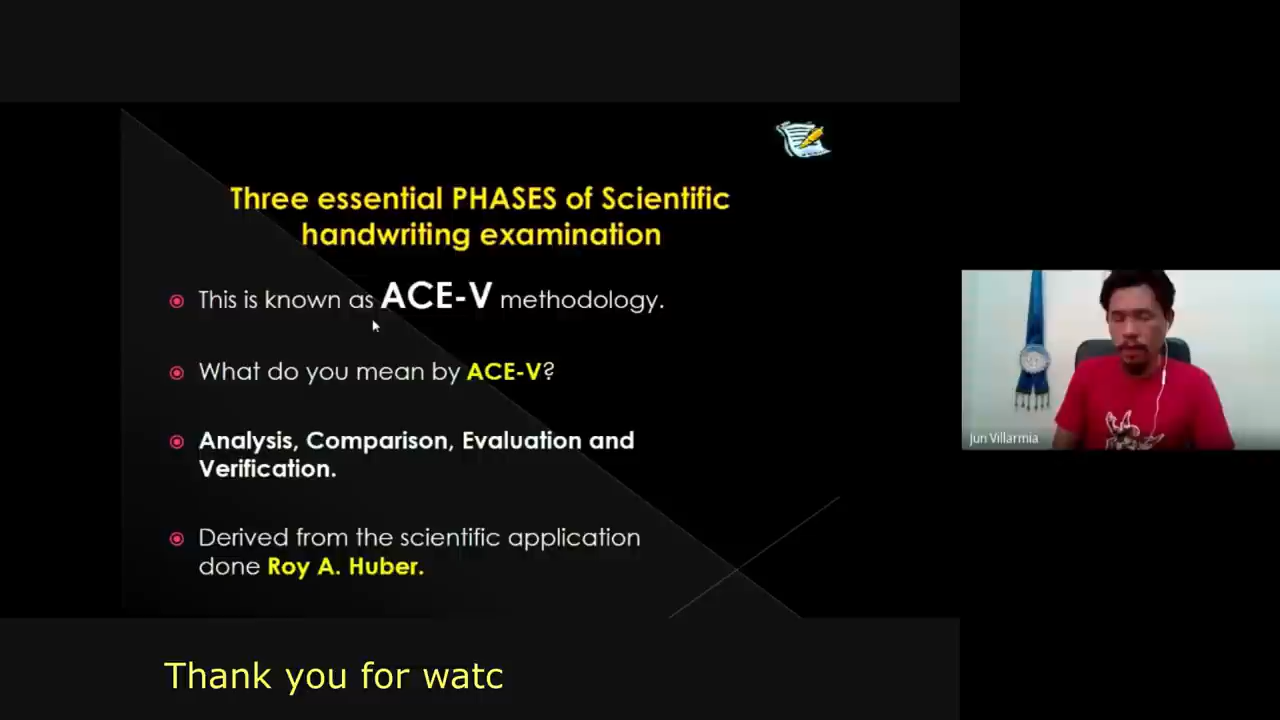 Three essential PHASES of Scientific
handwriting examination
This is known as ACE-V methodology.
What do you mean by ACE-V?
Analysis, Comparison, Evaluation and
Verification.
Derived from the scientific application
done Roy A. Huber.
Jun Villarmia
Thank you for watc